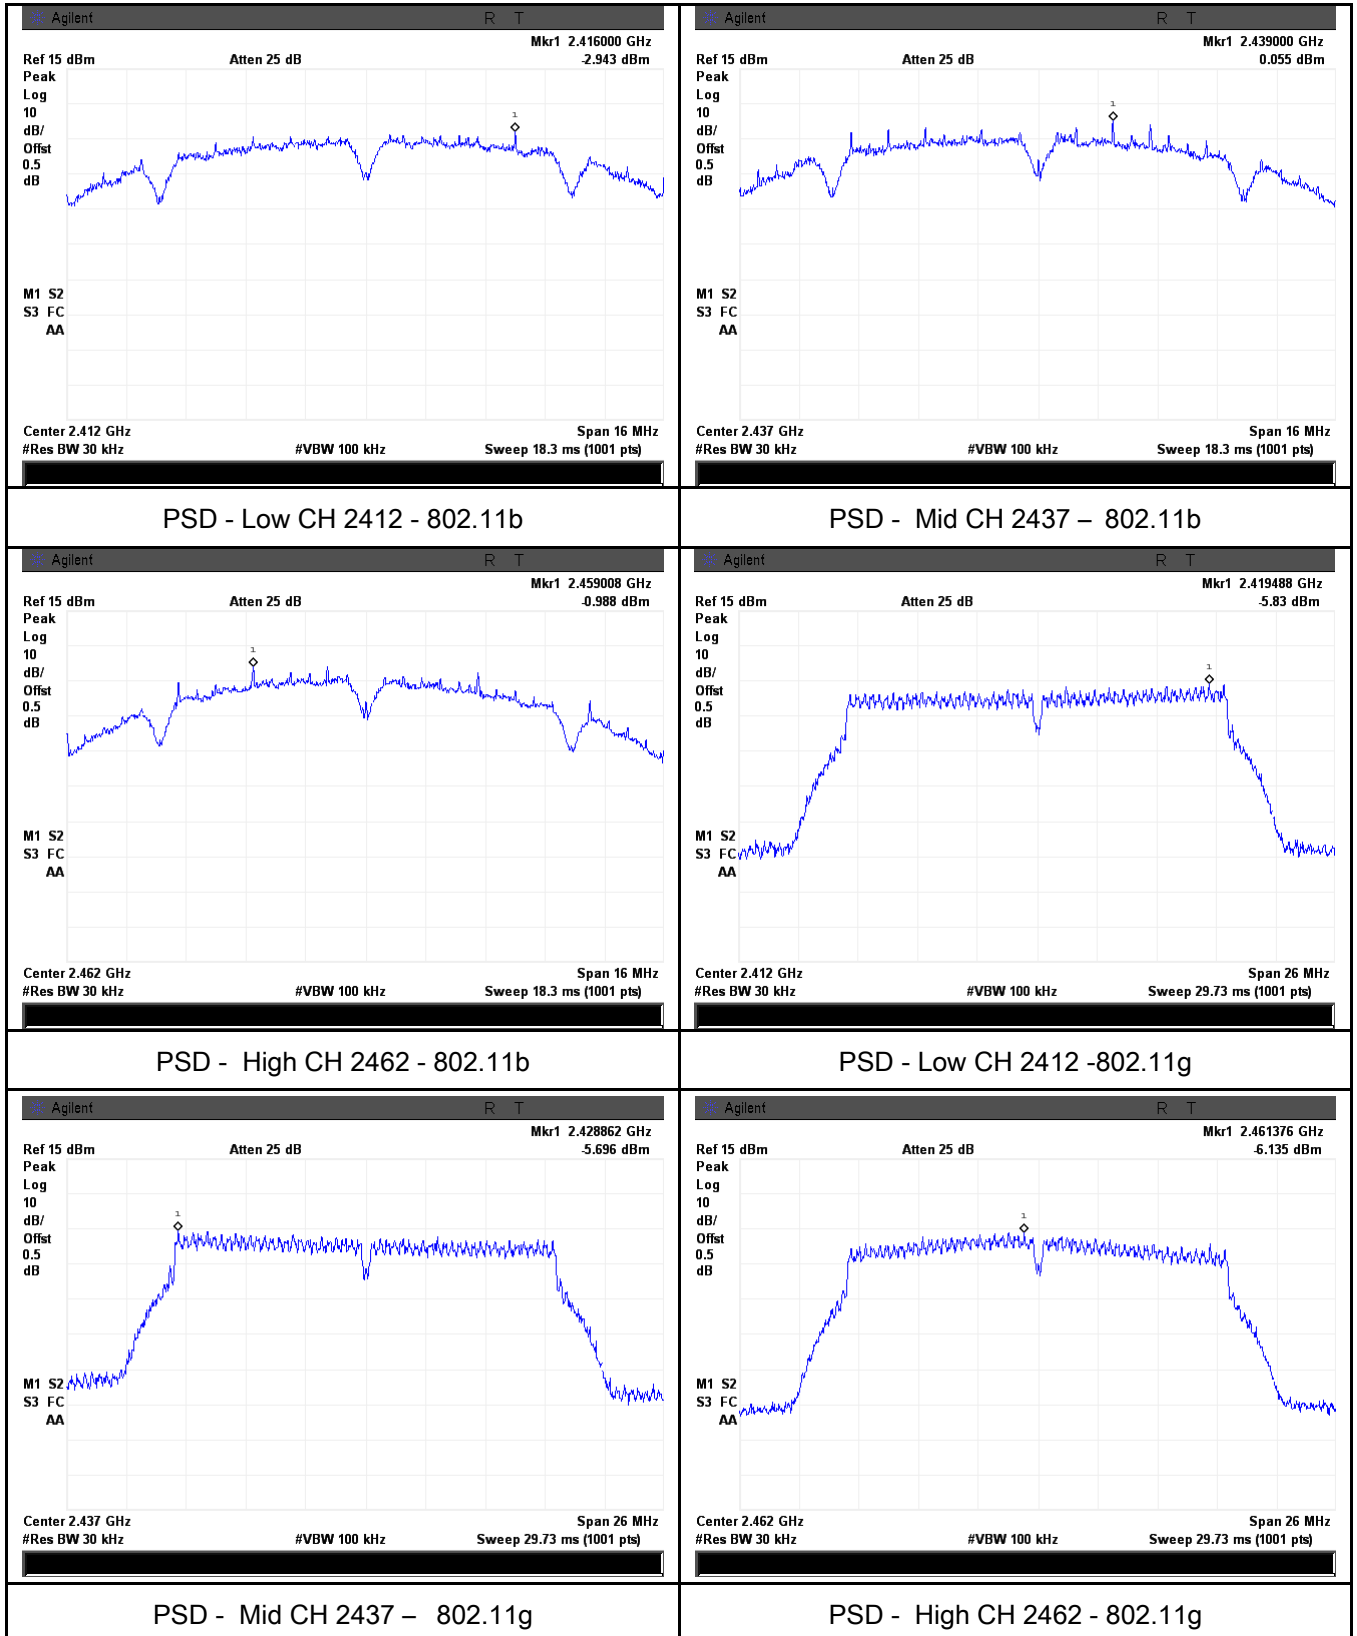 Agilent R T
Mkr1 2.416000 GHz
Ref 15 dBm Atten 25 dB -2.943 dBm
Peak
Log
10
dB/
Offst
0.5
dB
1
M1 S2
S3 FC
AA
Center 2.412 GHz Span 16 MHz
#Res BW 30 kHz #VBW 100 kHz Sweep 18.3 ms (1001 pts)
PSD - Low CH 2412 - 802.11b
Agilent R T
Mkr1 2.439000 GHz
Ref 15 dBm Atten 25 dB 0.055 dBm
Peak
Log
10
dB/
Offst
0.5
dB
1
M1 S2
S3 FC
AA
Center 2.437 GHz Span 16 MHz
#Res BW 30 kHz #VBW 100 kHz Sweep 18.3 ms (1001 pts)
PSD - Mid CH 2437 – 802.11b
Agilent R T
Mkr1 2.459008 GHz
Ref 15 dBm Atten 25 dB -0.988 dBm
Peak
Log
10
dB/
Offst
0.5
dB
1
M1 S2
S3 FC
AA
Center 2.462 GHz Span 16 MHz
#Res BW 30 kHz #VBW 100 kHz Sweep 18.3 ms (1001 pts)
PSD - High CH 2462 - 802.11b
Agilent R T
Mkr1 2.419488 GHz
Ref 15 dBm Atten 25 dB -5.83 dBm
Peak
Log
10
dB/
Offst
0.5
dB
1
M1 S2
S3 FC
AA
Center 2.412 GHz Span 26 MHz
#Res BW 30 kHz #VBW 100 kHz Sweep 29.73 ms (1001 pts)
PSD - Low CH 2412 -802.11g
Agilent R T
Mkr1 2.428862 GHz
Ref 15 dBm Atten 25 dB -5.696 dBm
Peak
Log
10
dB/
Offst
0.5
dB
1
M1 S2
S3 FC
AA
Center 2.437 GHz Span 26 MHz
#Res BW 30 kHz #VBW 100 kHz Sweep 29.73 ms (1001 pts)
PSD - Mid CH 2437 – 802.11g
Agilent R T
Mkr1 2.461376 GHz
Ref 15 dBm Atten 25 dB -6.135 dBm
Peak
Log
10
dB/
Offst
0.5
dB
1
M1 S2
S3 FC
AA
Center 2.462 GHz Span 26 MHz
#Res BW 30 kHz #VBW 100 kHz Sweep 29.73 ms (1001 pts)
PSD - High CH 2462 - 802.11g